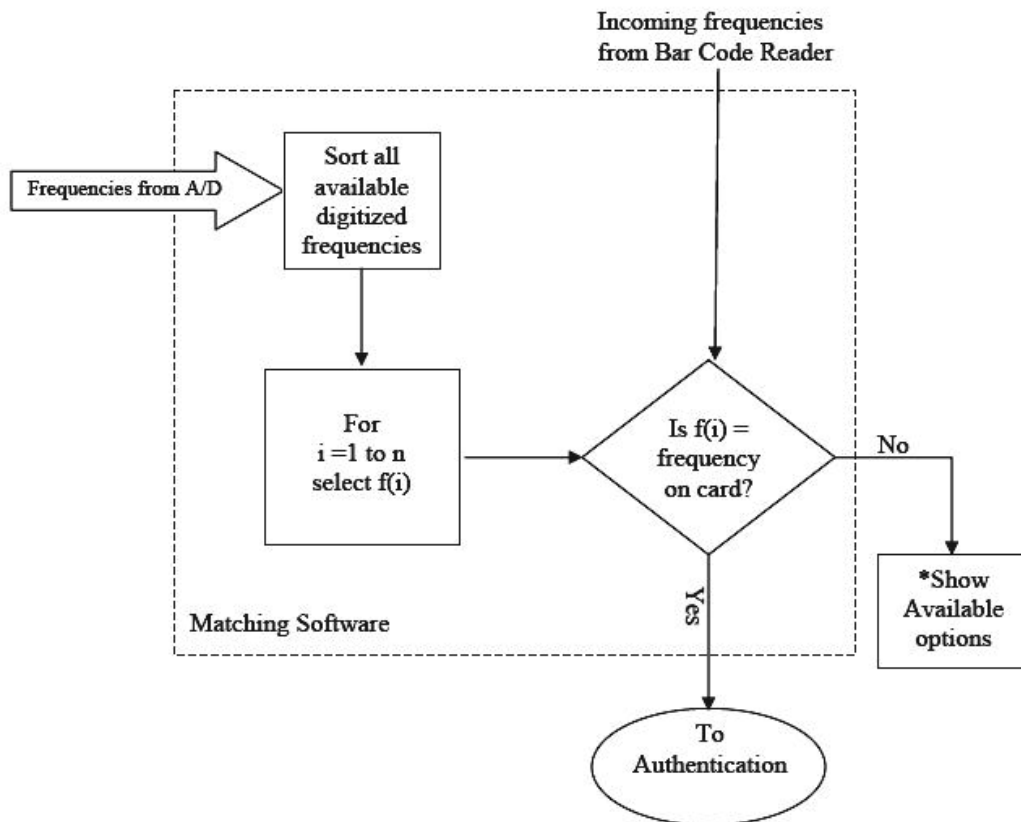 Incoming frequencies
from Bar Code Reader
Frequencies from A/D
Sort all
available
digitized
frequencies
For
i =1 to n
select f(i)
Is f(i) =
frequency
on card?
No
Yes
*Show
Available
options
Matching Software
To
Authentication